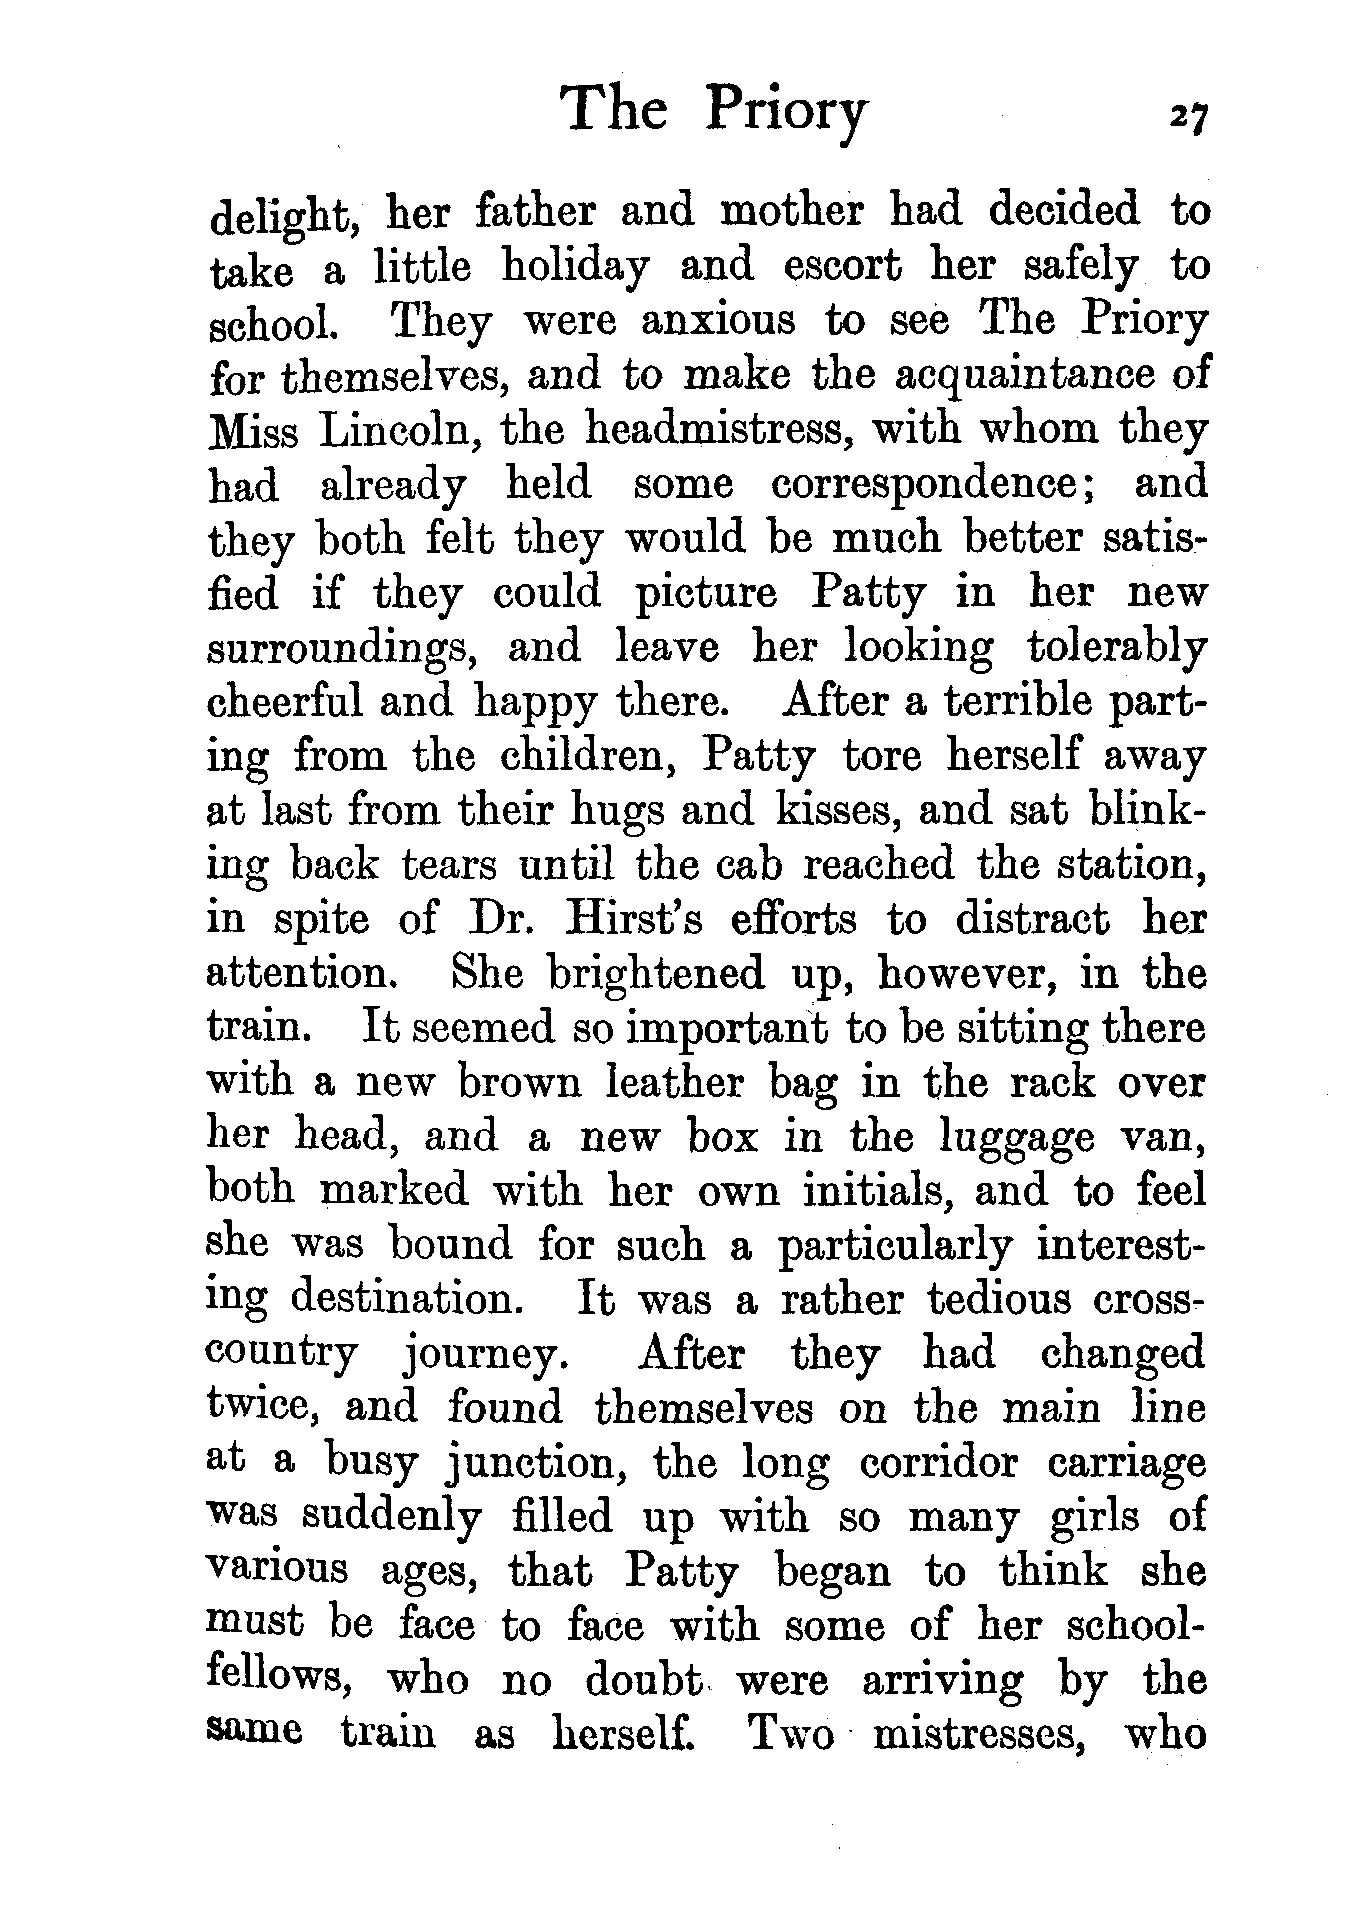 The Priory 27
delight, her father and mother had decided to
take a little holiday and escort her safely to
school. They were anxious to see The Priory
for themselves, and to make the acquaintance of
Miss Lincoln, the headmistress, with whom they
had already held some correspondence; and
they both felt they would be much better satis-
fied if they could picture Patty in her new
surroundings, and leave her looking tolerably
cheerful and happy there. After a terrible part-
ing from the children, Patty tore herself away
at last from their hugs and kisses, and sat blink-
ing back tears until the cab reached the station,
in spite of Dr. Hirst's efforts to distract her
attention. She brightened up, however, in the
train. It seemed so important to be sitting there
with a new brown leather bag in the rack over
her head, and a new box in the luggage van,
both marked with her own initials, and to feel
she was bound for such a particularly interest-
ing destination. It was a rather tedious cross-
country journey. After they had changed
twice, and found themselves on the main line
at a busy junction, the long corridor carriage
was suddenly filled up with so many girls of
various ages, that Patty began to think she
must be face to face with some of her school-
fellows, who no doubt were arriving by the
same train as herself. Two mistresses, who